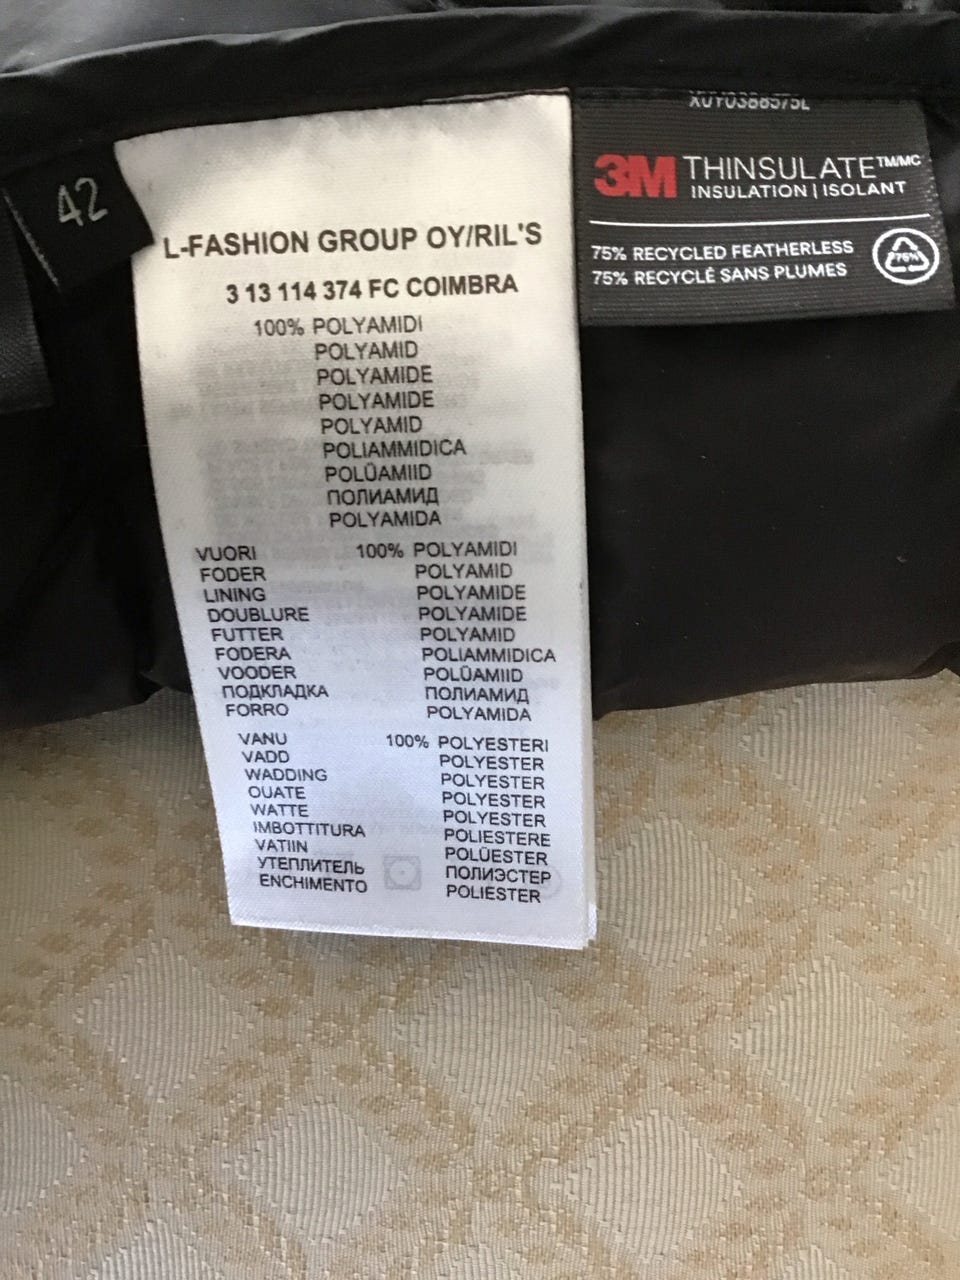 42
L-FASHION GROUP OY/RIL'S
3 13 114 374 FC COIMBRA
100% POLYAMIDI
POLYAMID
POLYAMIDE
POLYAMIDE
POLYAMID
POLIAMMIDICA
POLÜAMIID
ПОЛИАМИД
POLYAMIDA
VUORI 100% POLYAMIDI
FODER POLYAMID
LINING POLYAMIDE
DOUBLURE POLYAMIDE
FUTTER POLYAMID
FODERA POLIAMMIDICA
VOODER POLÜAMIID
ПОДКЛАДКА ПОЛИАМИД
FORRO POLYAMIDA
VANU 100% POLYESTERI
VADD POLYESTER
WADDING POLYESTER
OUATE POLYESTER
WATTE POLYESTER
IMBOTTITURA POLIESTERE
VATIIN POLÜESTER
УТЕПЛИТЕЛЬ ПОЛИЭСТЕР
ENCHIMENTO POLIÉSTER
3M THINSULATE TM/MC
INSULATION | ISOLANT
75% RECYCLED FEATHERLESS
75% RECYCLÉ SANS PLUMES
75%